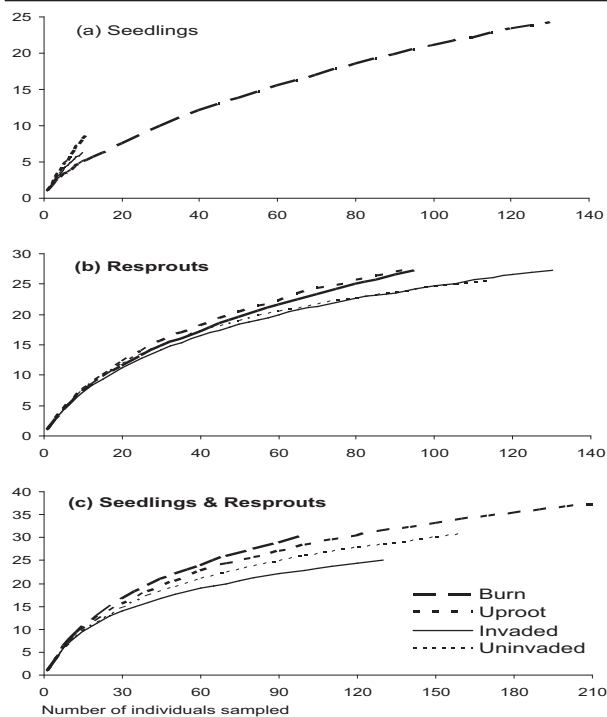 25
(a) Seedlings
20
15
10
5
0
0 20 40 60 80 100 120 140
30
(b) Resprouts
25
20
15
10
5
0
0 20 40 60 80 100 120 140
40
(c) Seedlings & Resprouts
35
30
25
20
15
10
5
0
Burn
Uproot
Invaded
Uninvaded
0 30 60 90 120 150 180 210
Number of individuals sampled